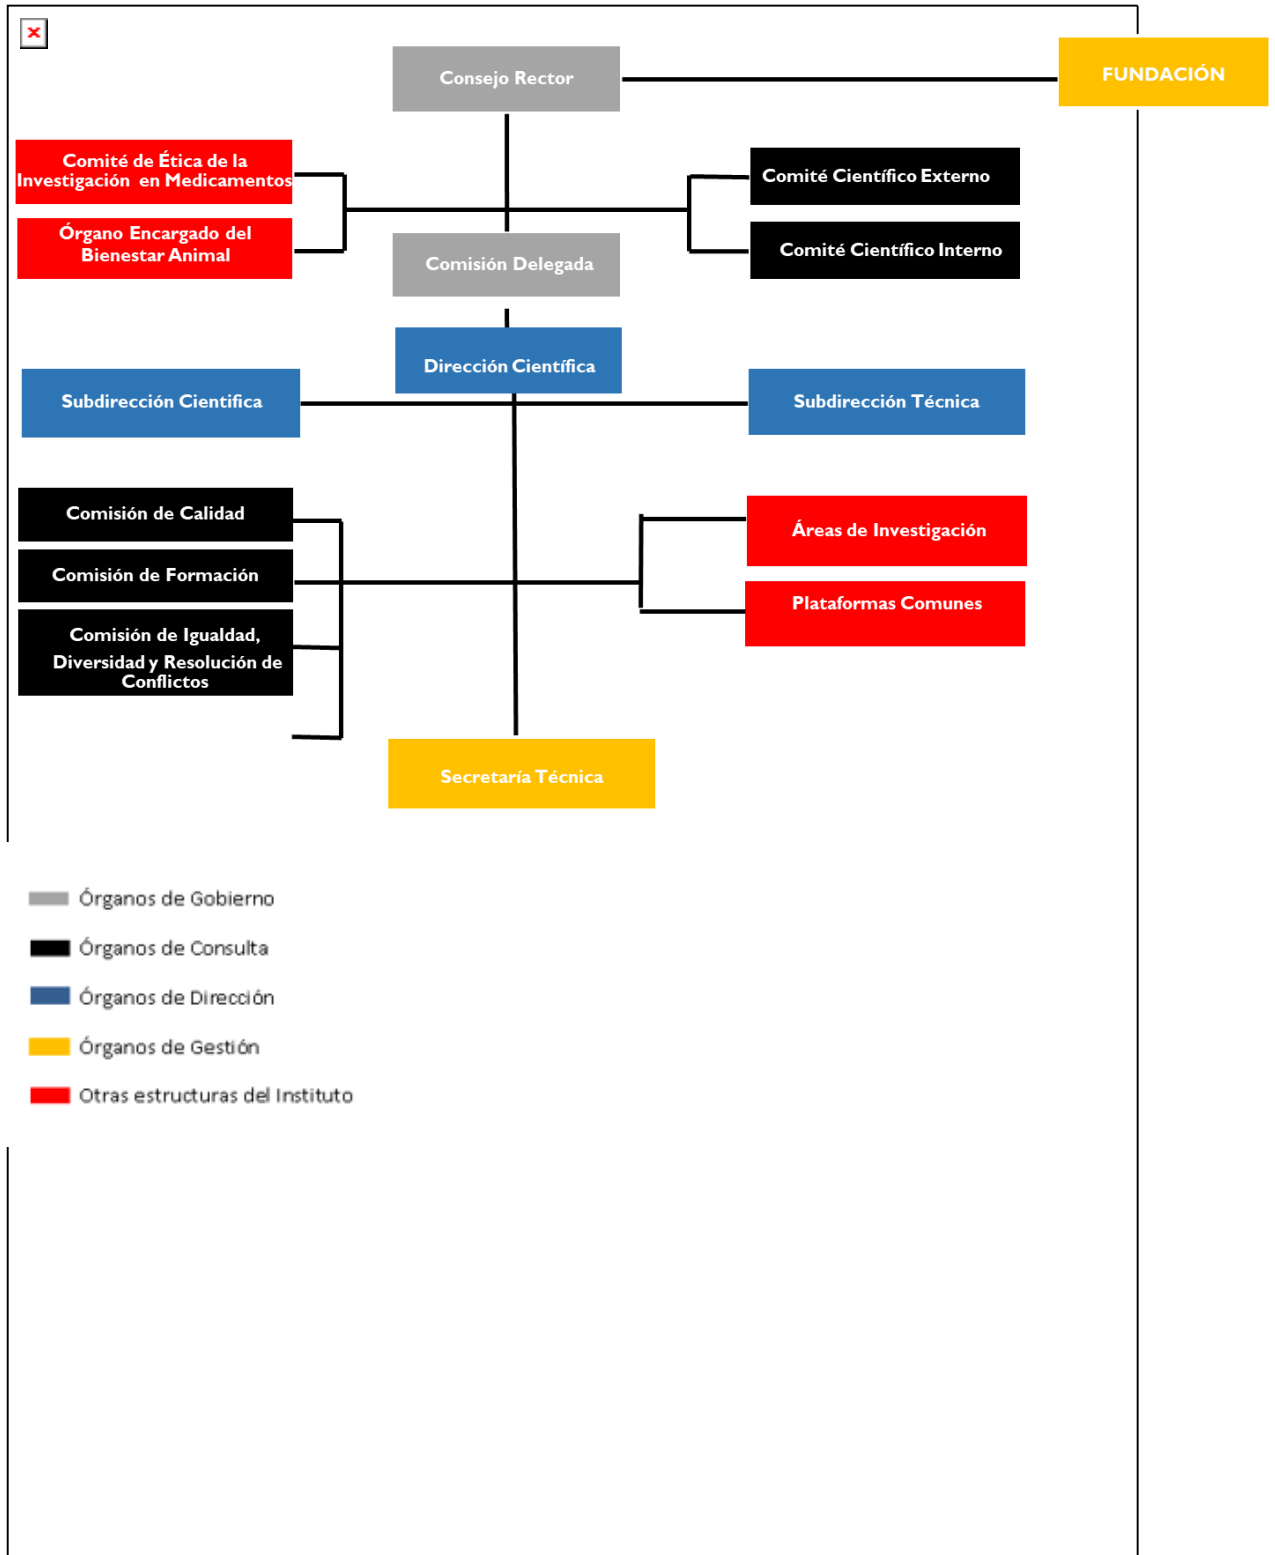 Consejo Rector
FUNDACIÓN
Comité de Ética de la
Investigación en Medicamentos
Órgano Encargado del
Bienestar Animal
Comité Científico Externo
Comité Científico Interno
Comisión Delegada
Dirección Científica
Subdirección Cientifica
Subdirección Técnica
Comisión de Calidad
Comisión de Formación
Comisión de Igualdad,
Diversidad y Resolución de
Conflictos
Áreas de Investigación
Plataformas Comunes
Secretaría Técnica
Órganos de Gobierno
Órganos de Consulta
Órganos de Dirección
Órganos de Gestión
Otras estructuras del Instituto